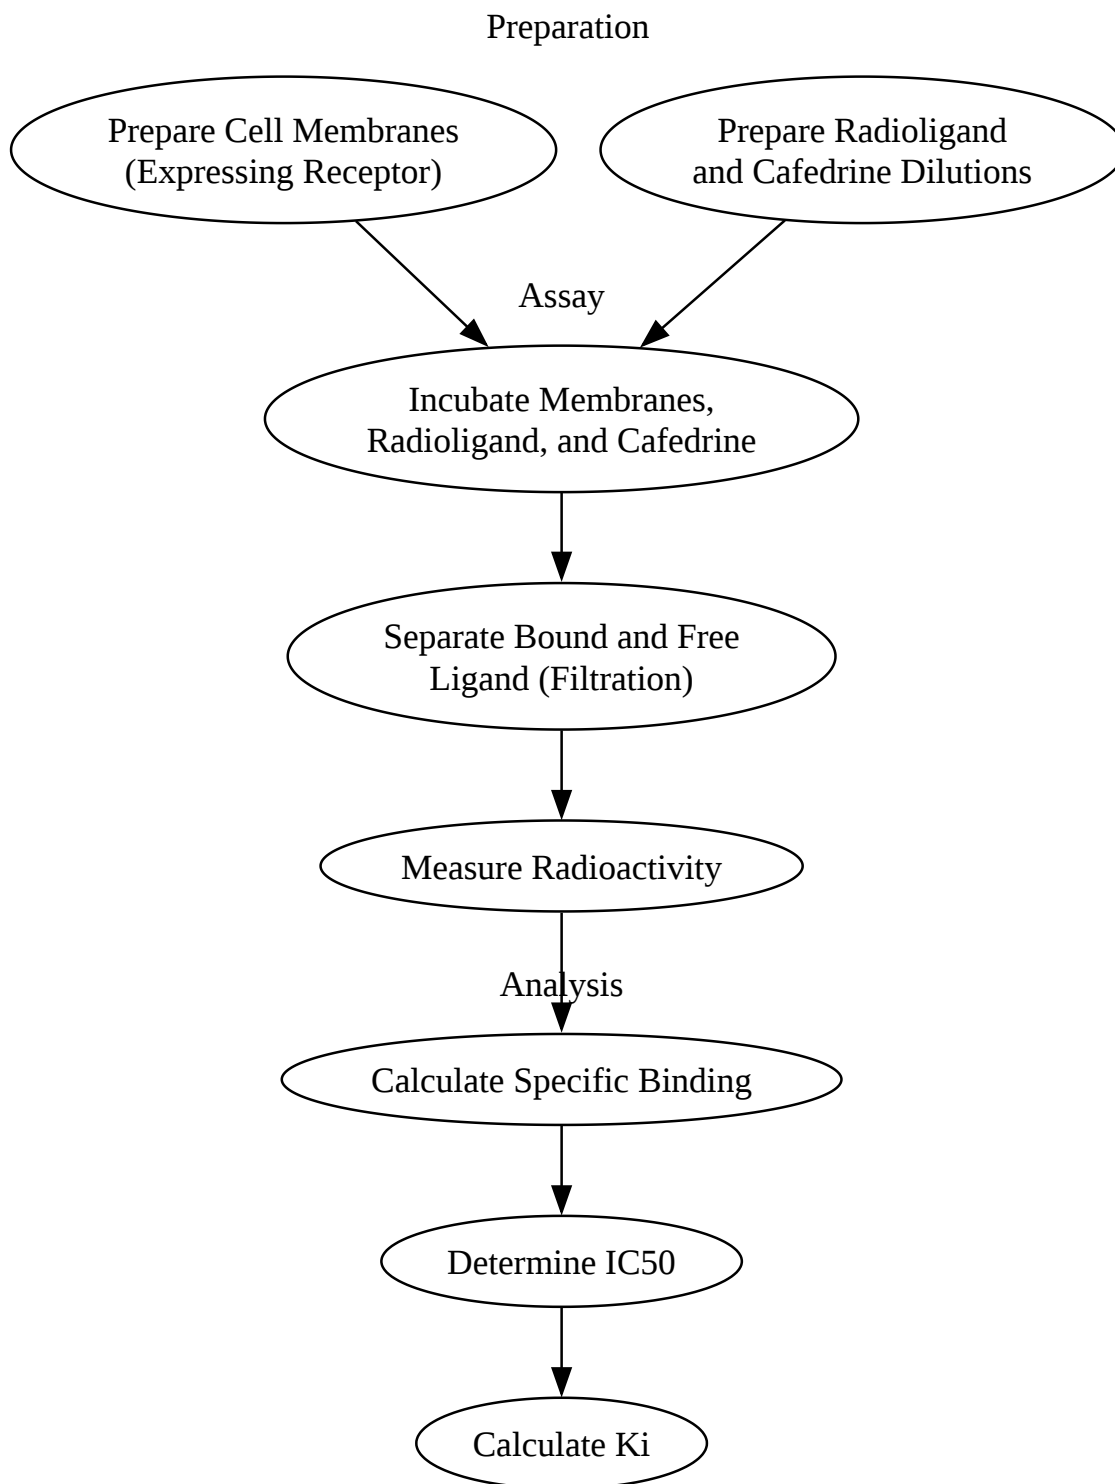 Preparation
Prepare Cell Membranes
(Expressing Receptor)
Prepare Radioligand
and Cafedrine Dilutions
Assay
Incubate Membranes,
Radioligand, and Cafedrine
Separate Bound and Free
Ligand (Filtration)
Measure Radioactivity
Analysis
Calculate Specific Binding
Determine IC50
Calculate Ki